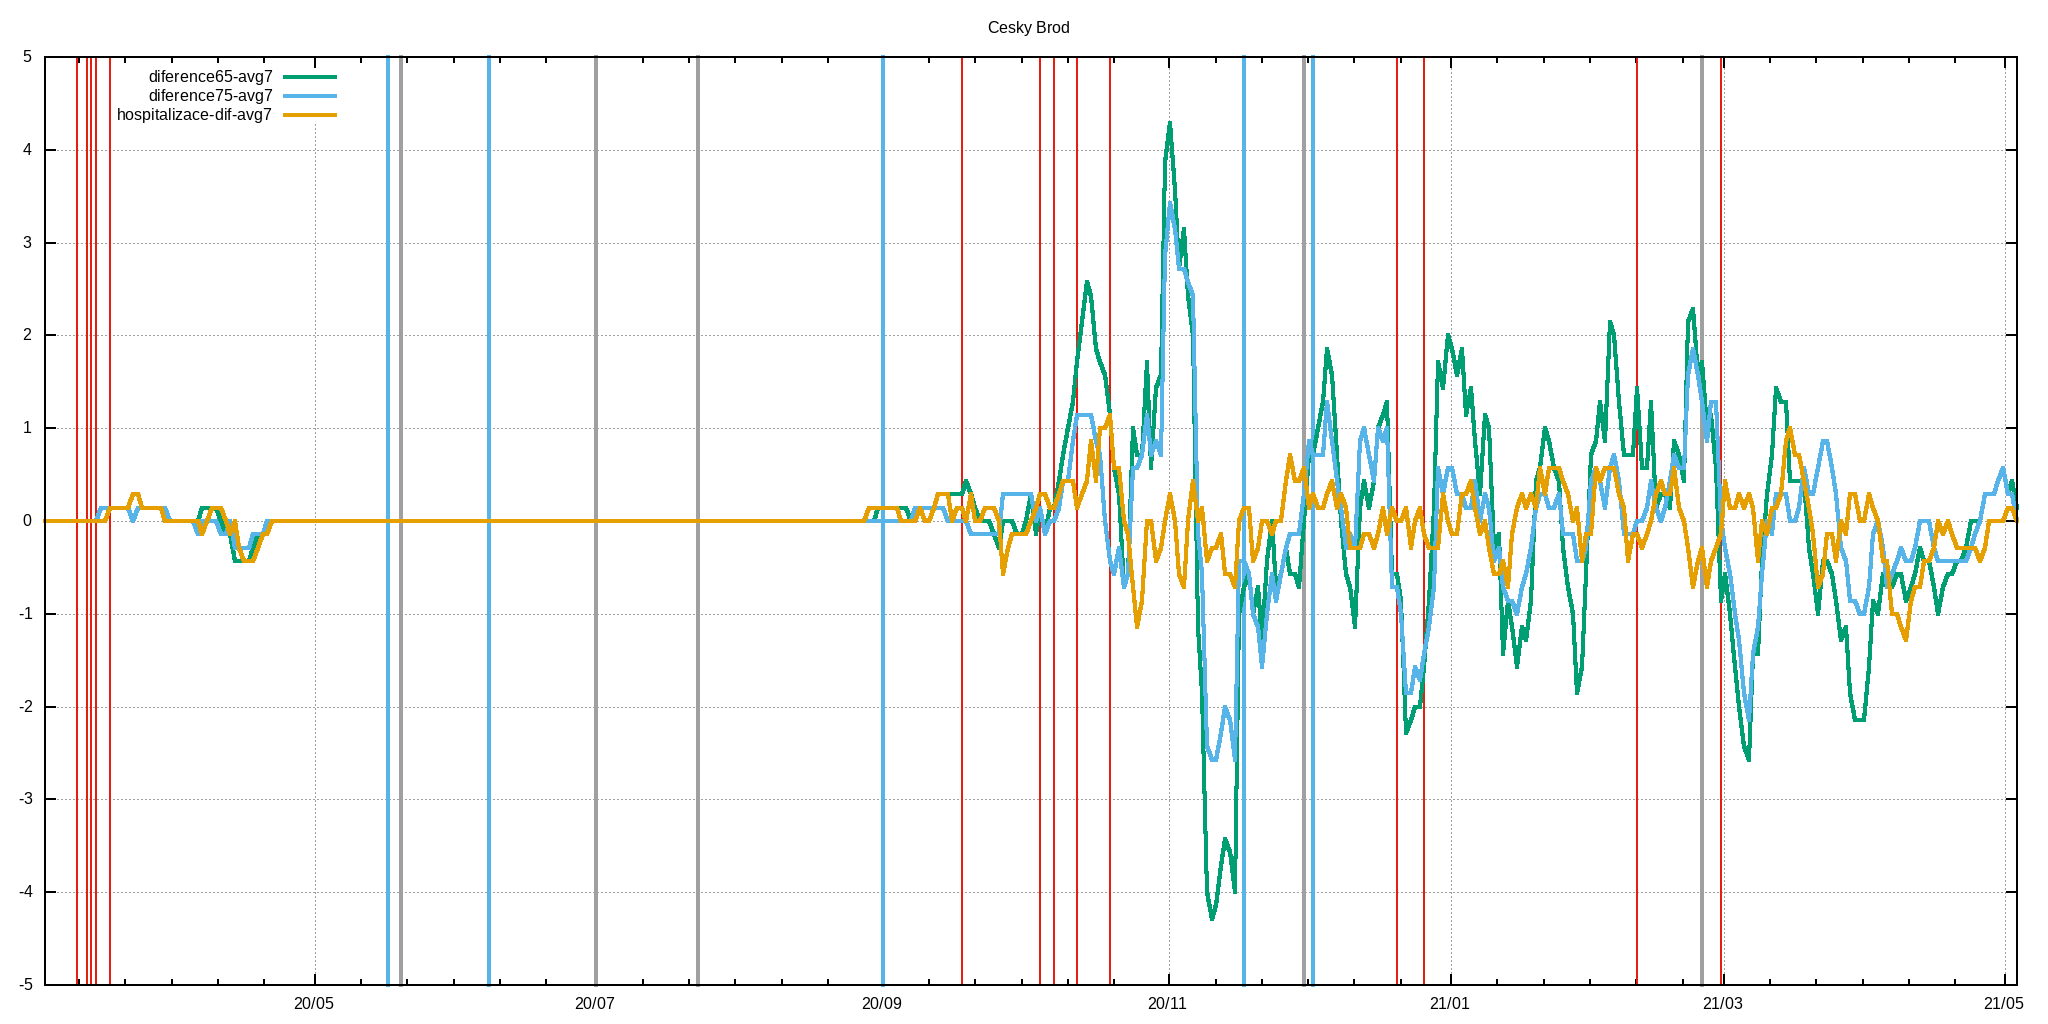 Cesky Brod
5
diference65-avg7
diference75-avg7
hospitalizace-dif-avg7
4
3
2
1
0
-1
-2
-3
-4
-5
20/05 20/07 20/09 20/11 21/01 21/03 21/05